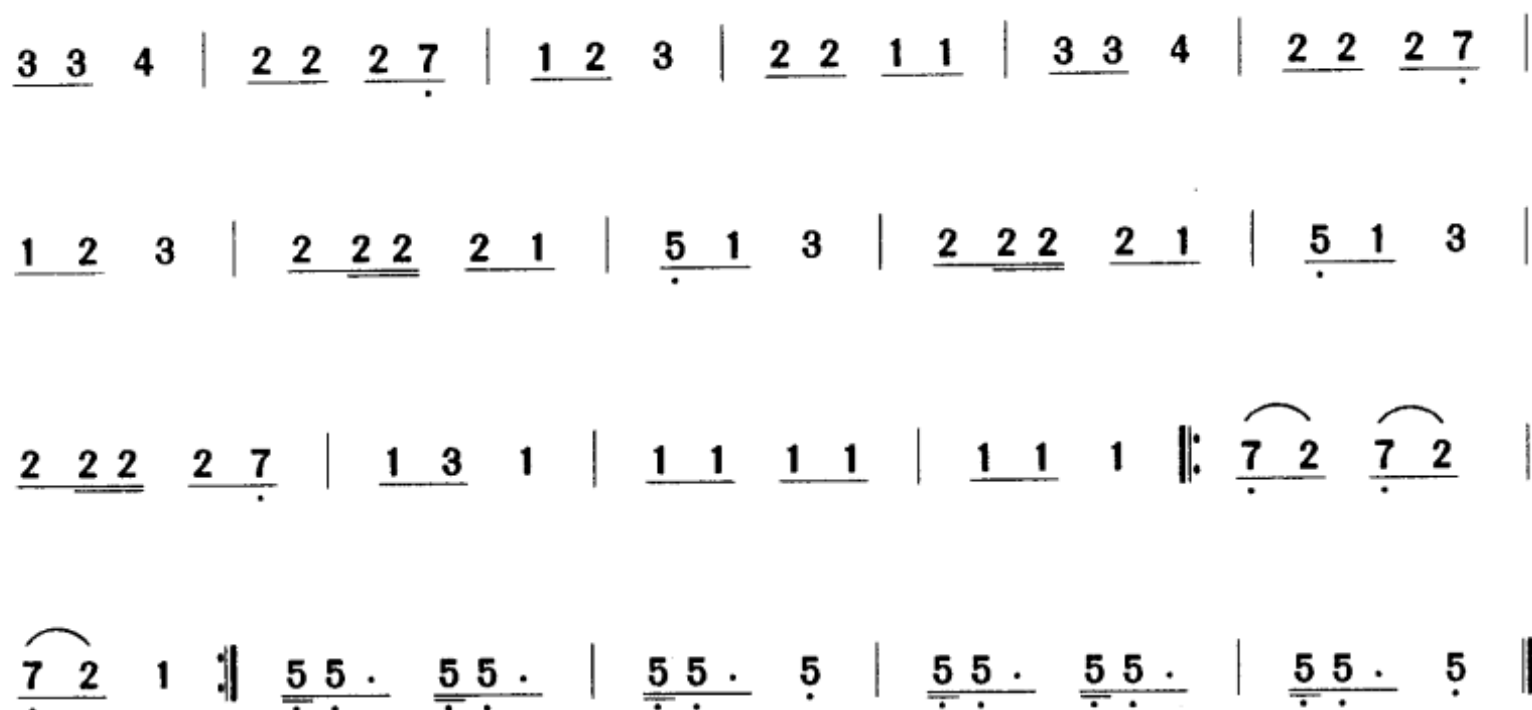 3 3 4 | 2 2 2 7̣ | 1 2 3 | 2 2 1 1 | 3 3 4 | 2 2 2 7̣ |
1 2 3 | 2 2 2 2 1 | 5̣ 1 3 | 2 2 2 2 1 | 5̣ 1 3 |
2 2 2 2 7̣ | 1 3 1 | 1 1 1 1 | 1 1 1 ‖: 7̣ 2 7̣ 2 |
7̣ 2 1 :‖ 5̣ 5̣ . 5̣ 5̣ . | 5̣ 5̣ . 5̣ | 5̣ 5̣ . 5̣ 5̣ . | 5̣ 5̣ . 5̣ ‖